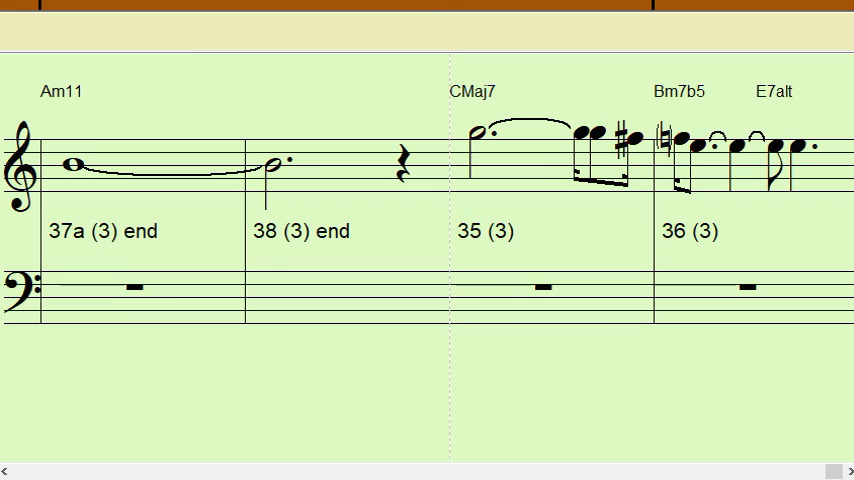 Am11 CMaj7 Bm7b5 E7alt
37a (3) end 38 (3) end 35 (3) 36 (3)